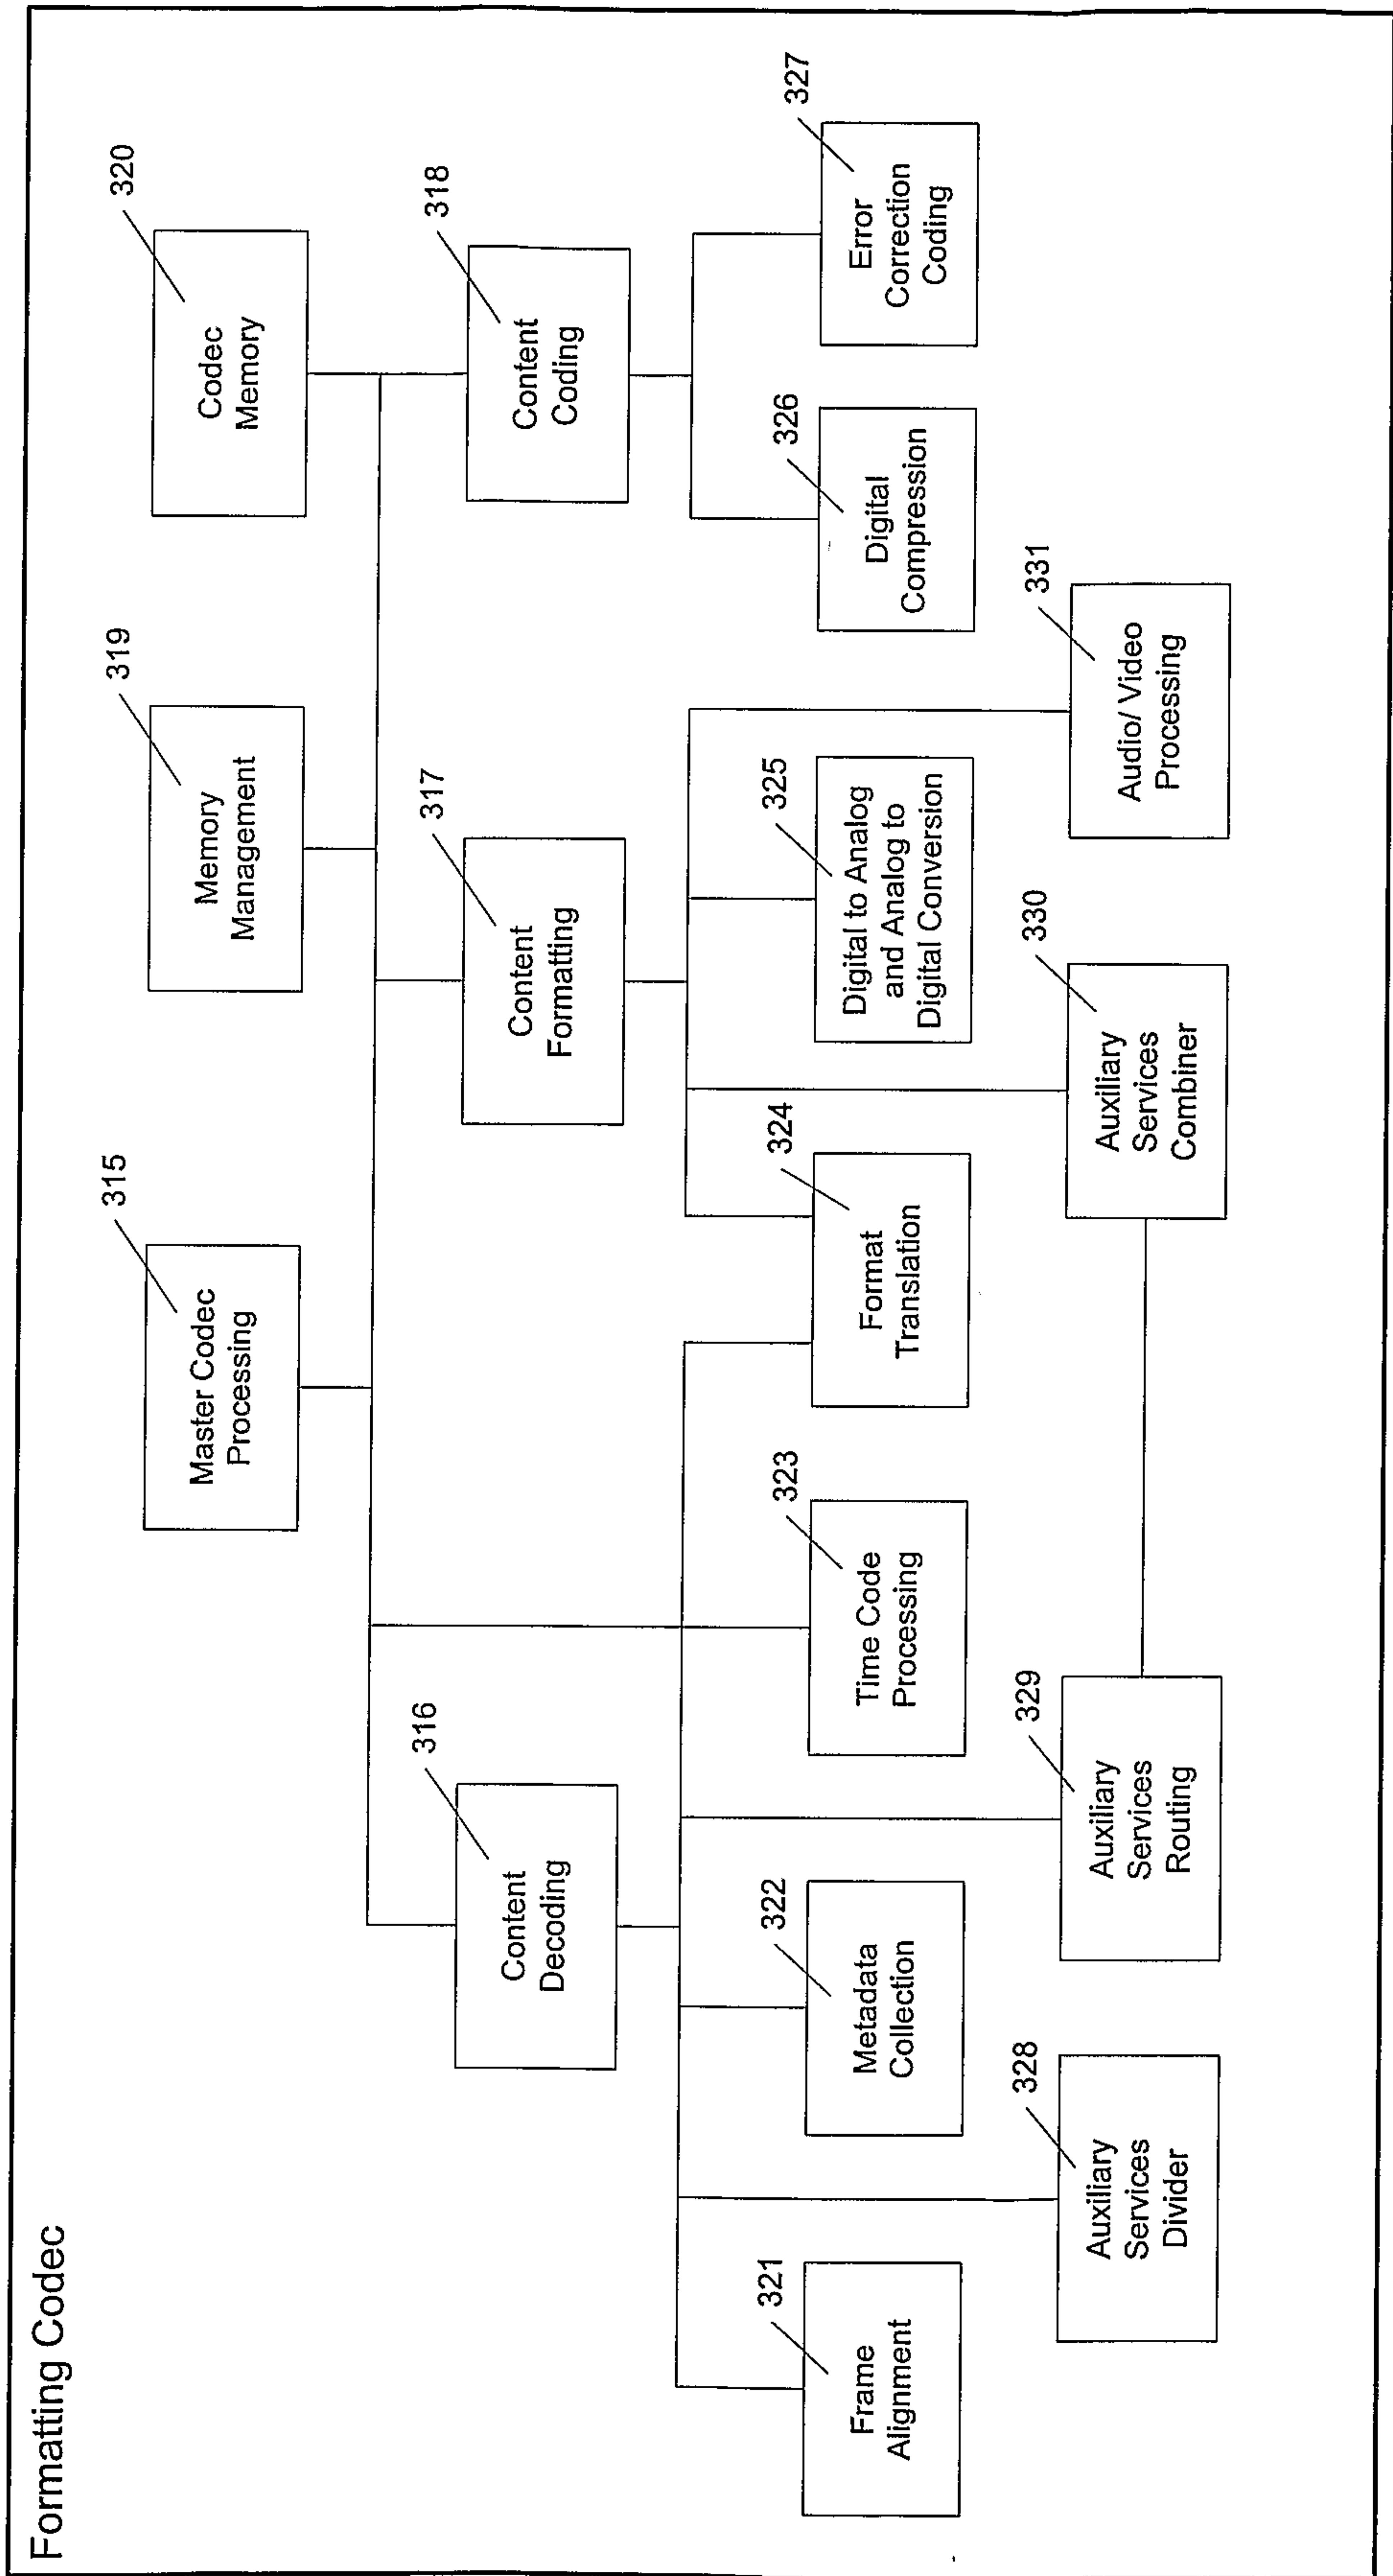 Formatting Codec
315
Master Codec
Processing
319
Memory
Management
320
Codec
Memory
316
Content
Decoding
317
Content
Formatting
318
Content
Coding
321
Frame
Alignment
322
Metadata
Collection
323
Time Code
Processing
324
Format
Translation
325
Digital to Analog
and Analog to
Digital Conversion
326
Digital
Compression
327
Error
Correction
Coding
328
Auxiliary
Services
Divider
329
Auxiliary
Services
Routing
330
Auxiliary
Services
Combiner
331
Audio/ Video
Processing